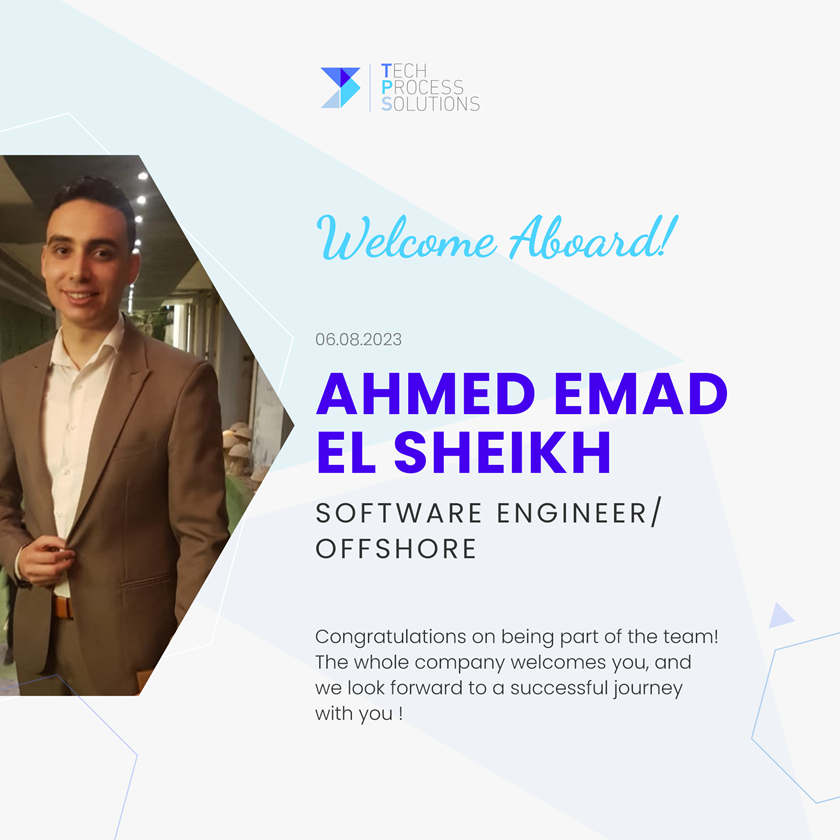 TECH
PROCESS
SOLUTIONS
Welcome Aboard!
06.08.2023
AHMED EMAD
EL SHEIKH
SOFTWARE ENGINEER/
OFFSHORE
Congratulations on being part of the team!
The whole company welcomes you, and
we look forward to a successful journey
with you !